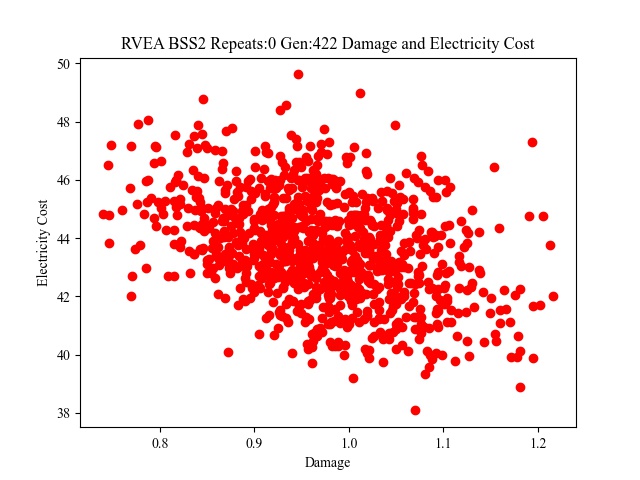 RVEA BSS2 Repeats:0 Gen:422 Damage and Electricity Cost
50
48
46
44
42
40
38
Electricity Cost
0.8 0.9 1.0 1.1 1.2
Damage